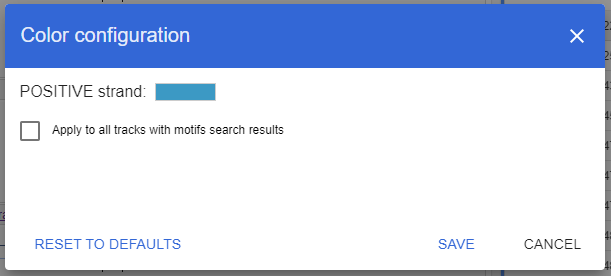 Color configuration
POSITIVE strand:
Apply to all tracks with motifs search results
RESET TO DEFAULTS
SAVE
CANCEL